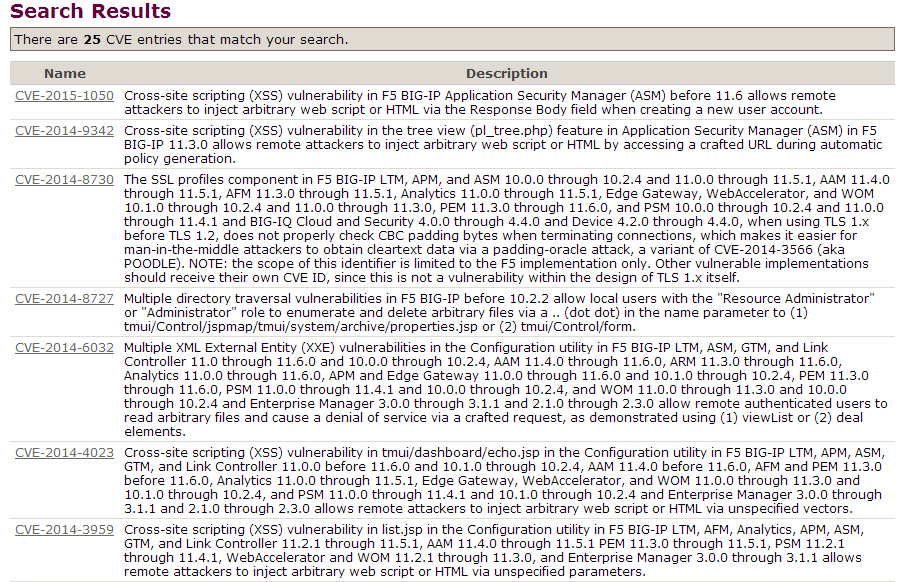 Search Results
There are 25 CVE entries that match your search.
Name Description
CVE-2015-1050 Cross-site scripting (XSS) vulnerability in F5 BIG-IP Application Security Manager (ASM) before 11.6 allows remote
attackers to inject arbitrary web script or HTML via the Response Body field when creating a new user account.
CVE-2014-9342 Cross-site scripting (XSS) vulnerability in the tree view (pl_tree.php) feature in Application Security Manager (ASM) in F5
BIG-IP 11.3.0 allows remote attackers to inject arbitrary web script or HTML by accessing a crafted URL during automatic
policy generation.
CVE-2014-8730 The SSL profiles component in F5 BIG-IP LTM, APM, and ASM 10.0.0 through 10.2.4 and 11.0.0 through 11.5.1, AAM 11.4.0
through 11.5.1, AFM 11.3.0 through 11.5.1, Analytics 11.0.0 through 11.5.1, Edge Gateway, WebAccelerator, and WOM
10.1.0 through 10.2.4 and 11.0.0 through 11.3.0, PEM 11.3.0 through 11.6.0, and PSM 10.0.0 through 10.2.4 and 11.0.0
through 11.4.1 and BIG-IQ Cloud and Security 4.0.0 through 4.4.0 and Device 4.2.0 through 4.4.0, when using TLS 1.x
before TLS 1.2, does not properly check CBC padding bytes when terminating connections, which makes it easier for
man-in-the-middle attackers to obtain cleartext data via a padding-oracle attack, a variant of CVE-2014-3566 (aka
POODLE). NOTE: the scope of this identifier is limited to the F5 implementation only. Other vulnerable implementations
should receive their own CVE ID, since this is not a vulnerability within the design of TLS 1.x itself.
CVE-2014-8727 Multiple directory traversal vulnerabilities in F5 BIG-IP before 10.2.2 allow local users with the "Resource Administrator"
or "Administrator" role to enumerate and delete arbitrary files via a .. (dot dot) in the name parameter to (1)
tmui/Control/jspmap/tmui/system/archive/properties.jsp or (2) tmui/Control/form.
CVE-2014-6032 Multiple XML External Entity (XXE) vulnerabilities in the Configuration utility in F5 BIG-IP LTM, ASM, GTM, and Link
Controller 11.0 through 11.6.0 and 10.0.0 through 10.2.4, AAM 11.4.0 through 11.6.0, ARM 11.3.0 through 11.6.0,
Analytics 11.0.0 through 11.6.0, APM and Edge Gateway 11.0.0 through 11.6.0 and 10.1.0 through 10.2.4, PEM 11.3.0
through 11.6.0, PSM 11.0.0 through 11.4.1 and 10.0.0 through 10.2.4, and WOM 11.0.0 through 11.3.0 and 10.0.0
through 10.2.4 and Enterprise Manager 3.0.0 through 3.1.1 and 2.1.0 through 2.3.0 allow remote authenticated users to
read arbitrary files and cause a denial of service via a crafted request, as demonstrated using (1) viewList or (2) deal
elements.
CVE-2014-4023 Cross-site scripting (XSS) vulnerability in tmui/dashboard/echo.jsp in the Configuration utility in F5 BIG-IP LTM, APM, ASM,
GTM, and Link Controller 11.0.0 before 11.6.0 and 10.1.0 through 10.2.4, AAM 11.4.0 before 11.6.0, AFM and PEM 11.3.0
before 11.6.0, Analytics 11.0.0 through 11.5.1, Edge Gateway, WebAccelerator, and WOM 11.0.0 through 11.3.0 and
10.1.0 through 10.2.4, and PSM 11.0.0 through 11.4.1 and 10.1.0 through 10.2.4 and Enterprise Manager 3.0.0 through
3.1.1 and 2.1.0 through 2.3.0 allows remote attackers to inject arbitrary web script or HTML via unspecified vectors.
CVE-2014-3959 Cross-site scripting (XSS) vulnerability in list.jsp in the Configuration utility in F5 BIG-IP LTM, AFM, Analytics, APM, ASM,
GTM, and Link Controller 11.2.1 through 11.5.1, AAM 11.4.0 through 11.5.1 PEM 11.3.0 through 11.5.1, PSM 11.2.1
through 11.4.1, WebAccelerator and WOM 11.2.1 through 11.3.0, and Enterprise Manager 3.0.0 through 3.1.1 allows
remote attackers to inject arbitrary web script or HTML via unspecified parameters.